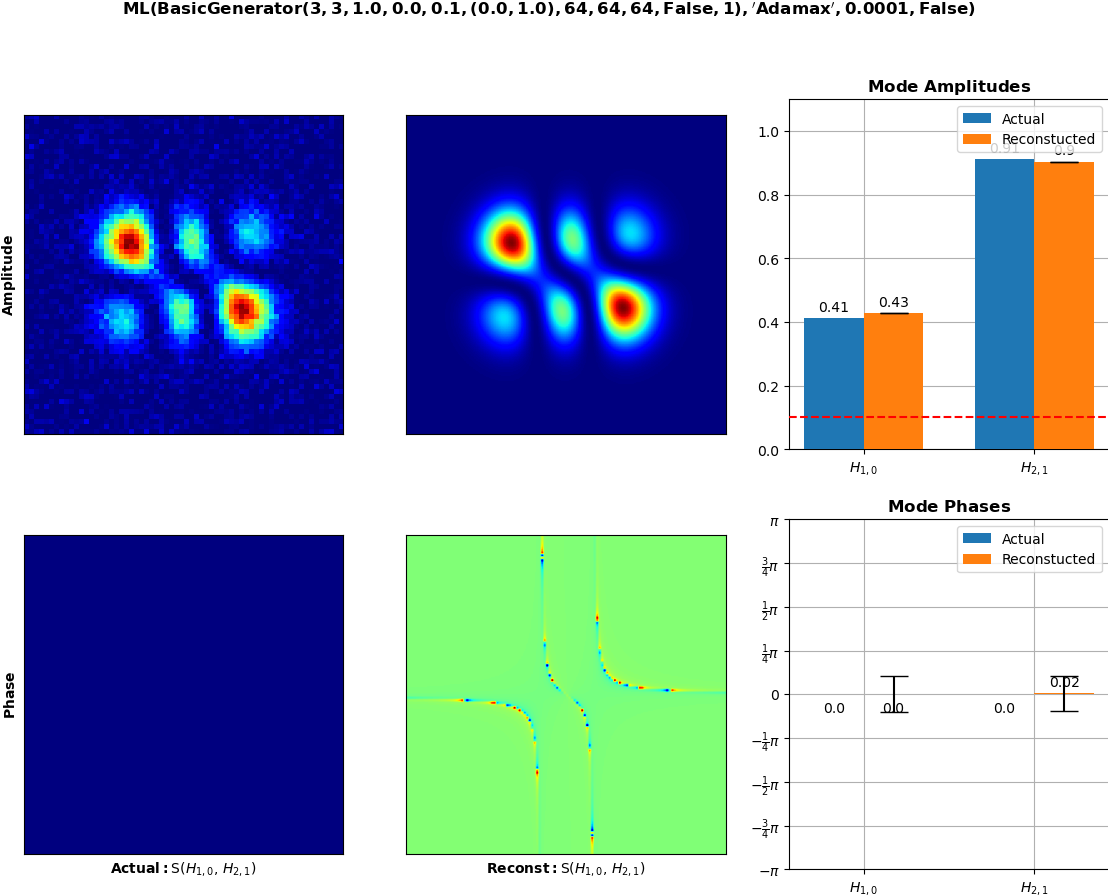 ML(BasicGenerator(3, 3, 1.0, 0.0, 0.1, (0.0, 1.0), 64, 64, 64, False, 1), ′Adamax′, 0.0001, False)
Amplitude
Mode Amplitudes
Actual
Reconstucted
1.0
0.8
0.6
0.4
0.2
0.0
0.41
0.43
0.91
0.9
H1,0
H2,1
Phase
Actual: S(H1,0, H2,1)
Reconst: S(H1,0, H2,1)
Mode Phases
Actual
Reconstucted
π
3/4π
1/2π
1/4π
0
−1/4π
−1/2π
−3/4π
−π
0.0
0.0
0.0
0.02
H1,0
H2,1